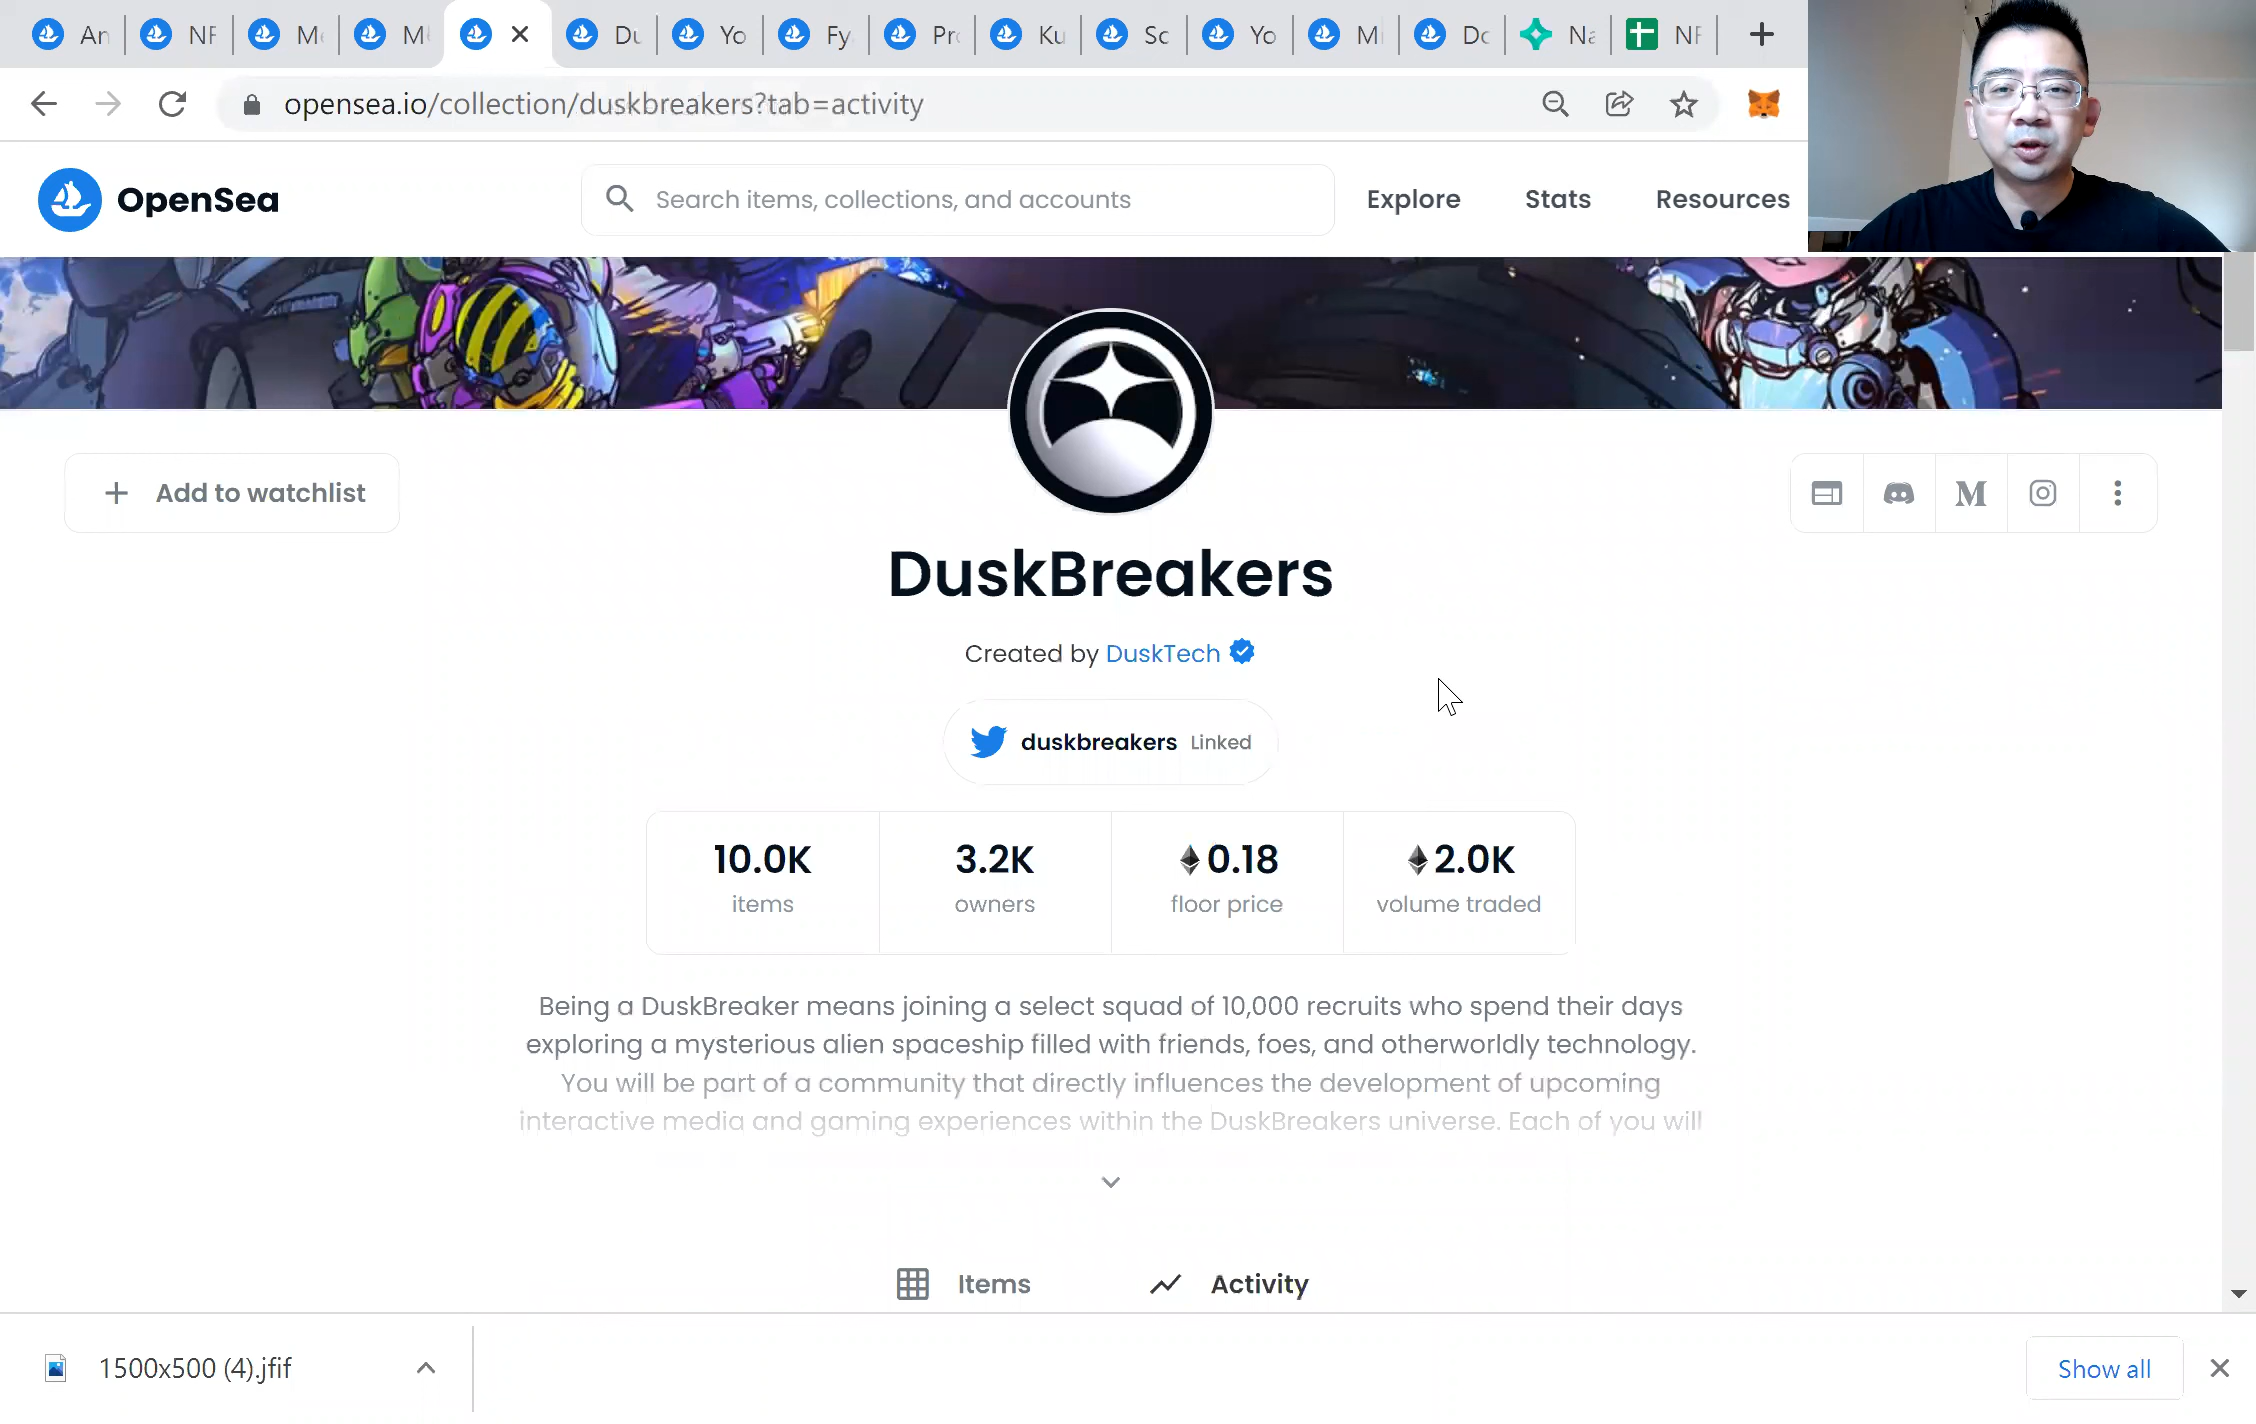 An
NF
Me
M
Du
Yo
Fy
Pr
Ku
Sc
Yo
Mi
Do
Na
NF
opensea.io/collection/duskbreakers?tab=activity
OpenSea
Search items, collections, and accounts
Explore
Stats
Resources
Add to watchlist
DuskBreakers
Created by DuskTech
duskbreakers Linked
10.0K
items
3.2K
owners
0.18
floor price
2.0K
volume traded
Being a DuskBreaker means joining a select squad of 10,000 recruits who spend their days
exploring a mysterious alien spaceship filled with friends, foes, and otherworldly technology.
You will be part of a community that directly influences the development of upcoming
interactive media and gaming experiences within the DuskBreakers universe. Each of you will
Items
Activity
1500x500 (4).jfif
Show all